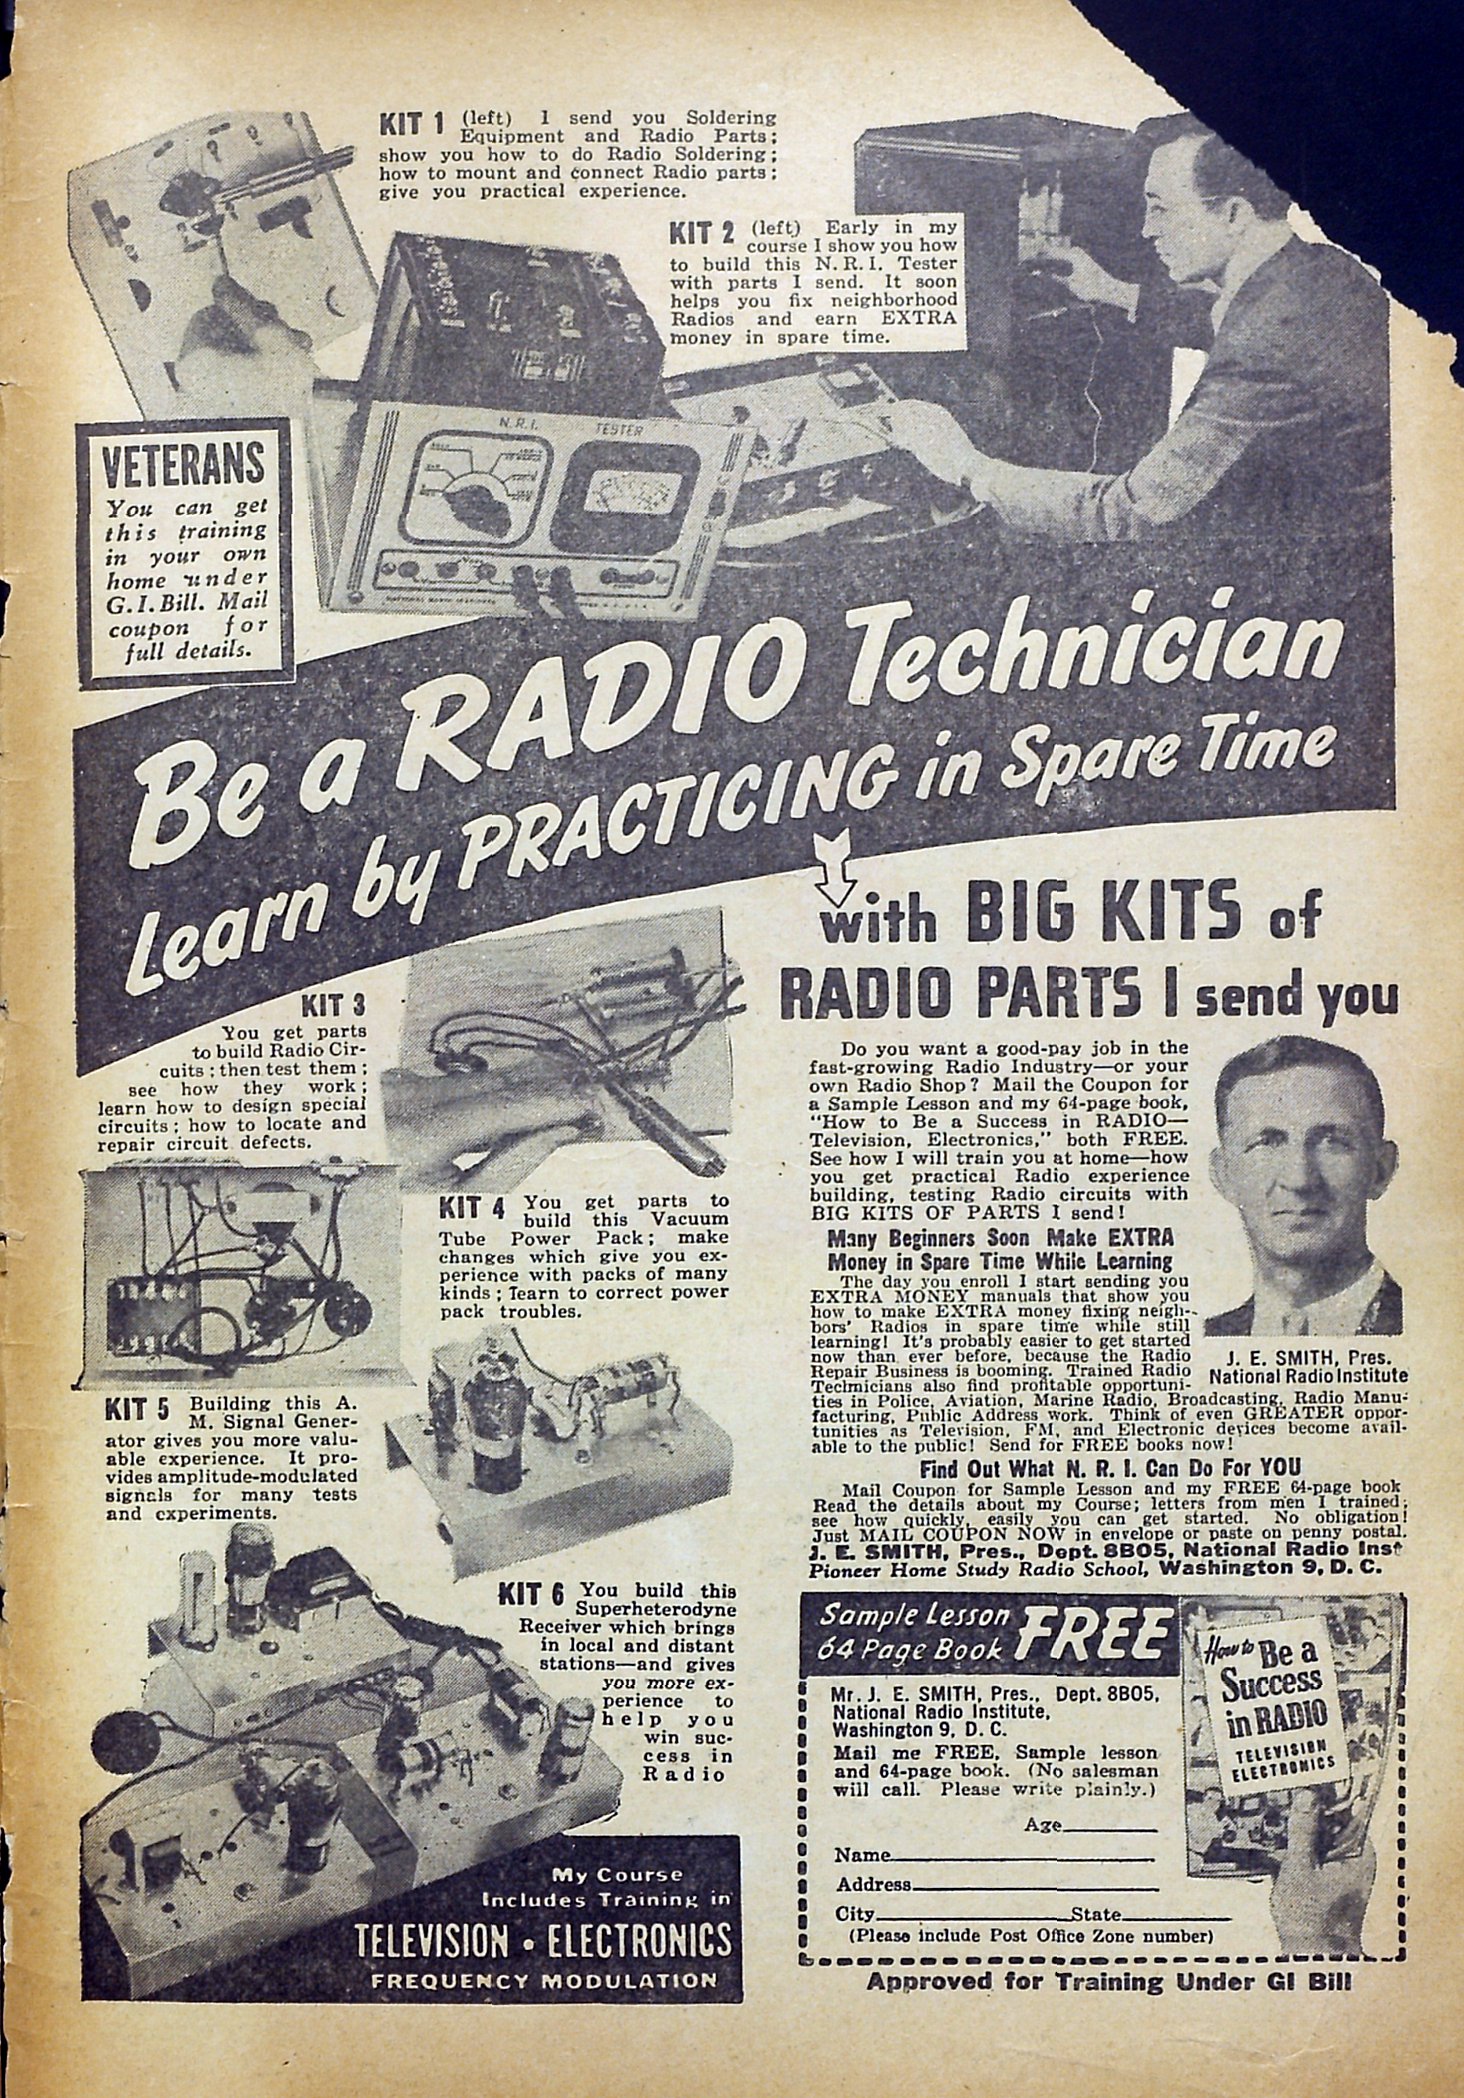 KIT 1 (left) I send you Soldering
Equipment and Radio Parts;
show you how to do Radio Soldering;
how to mount and connect Radio parts;
give you practical experience.
KIT 2 (left) Early in my
course I show you how
to build this N. R. I. Tester
with parts I send. It soon
helps you fix neighborhood
Radios and earn EXTRA
money in spare time.
N.R.I. TESTER
VETERANS
You can get
this training
in your own
home under
G.I. Bill. Mail
coupon for
full details.
Be a RADIO Technician
Learn by PRACTICING in Spare Time
with BIG KITS of
RADIO PARTS I send you
KIT 3
You get parts
to build Radio Cir-
cuits; then test them;
see how they work;
learn how to design special
circuits; how to locate and
repair circuit defects.
KIT 4 You get parts to
build this Vacuum
Tube Power Pack; make
changes which give you ex-
perience with packs of many
kinds; learn to correct power
pack troubles.
KIT 5 Building this A.
M. Signal Gener-
ator gives you more valu-
able experience. It pro-
vides amplitude-modulated
signals for many tests
and experiments.
KIT 6 You build this
Superheterodyne
Receiver which brings
in local and distant
stations—and gives
you more ex-
perience to
help you
win suc-
cess in
Radio
My Course
Includes Training in
TELEVISION • ELECTRONICS
FREQUENCY MODULATION
Do you want a good-pay job in the
fast-growing Radio Industry—or your
own Radio Shop? Mail the Coupon for
a Sample Lesson and my 64-page book,
"How to Be a Success in RADIO—
Television, Electronics," both FREE.
See how I will train you at home—how
you get practical Radio experience
building, testing Radio circuits with
BIG KITS OF PARTS I send!
Many Beginners Soon Make EXTRA
Money in Spare Time While Learning
The day you enroll I start sending you
EXTRA MONEY manuals that show you
how to make EXTRA money fixing neigh-
bors' Radios in spare time while still
learning! It's probably easier to get started
now than ever before, because the Radio
Repair Business is booming. Trained Radio
Technicians also find profitable opportuni-
ties in Police, Aviation, Marine Radio, Broadcasting, Radio Manu-
facturing, Public Address work. Think of even GREATER oppor-
tunities as Television, FM, and Electronic devices become avail-
able to the public! Send for FREE books now!
J. E. SMITH, Pres.
National Radio Institute
Find Out What N. R. I. Can Do For YOU
Mail Coupon for Sample Lesson and my FREE 64-page book
Read the details about my Course; letters from men I trained;
see how quickly, easily you can get started. No obligation!
Just MAIL COUPON NOW in envelope or paste on penny postal.
J. E. SMITH, Pres., Dept. 8BO5, National Radio Inst
Pioneer Home Study Radio School, Washington 9, D. C.
Sample Lesson
64 Page Book FREE
How to Be a
Success
in RADIO
TELEVISION
ELECTRONICS
Mr. J. E. SMITH, Pres., Dept. 8BO5,
National Radio Institute,
Washington 9, D. C.
Mail me FREE, Sample lesson
and 64-page book. (No salesman
will call. Please write plainly.)
Age
Name
Address
City State
(Please include Post Office Zone number)
Approved for Training Under GI Bill